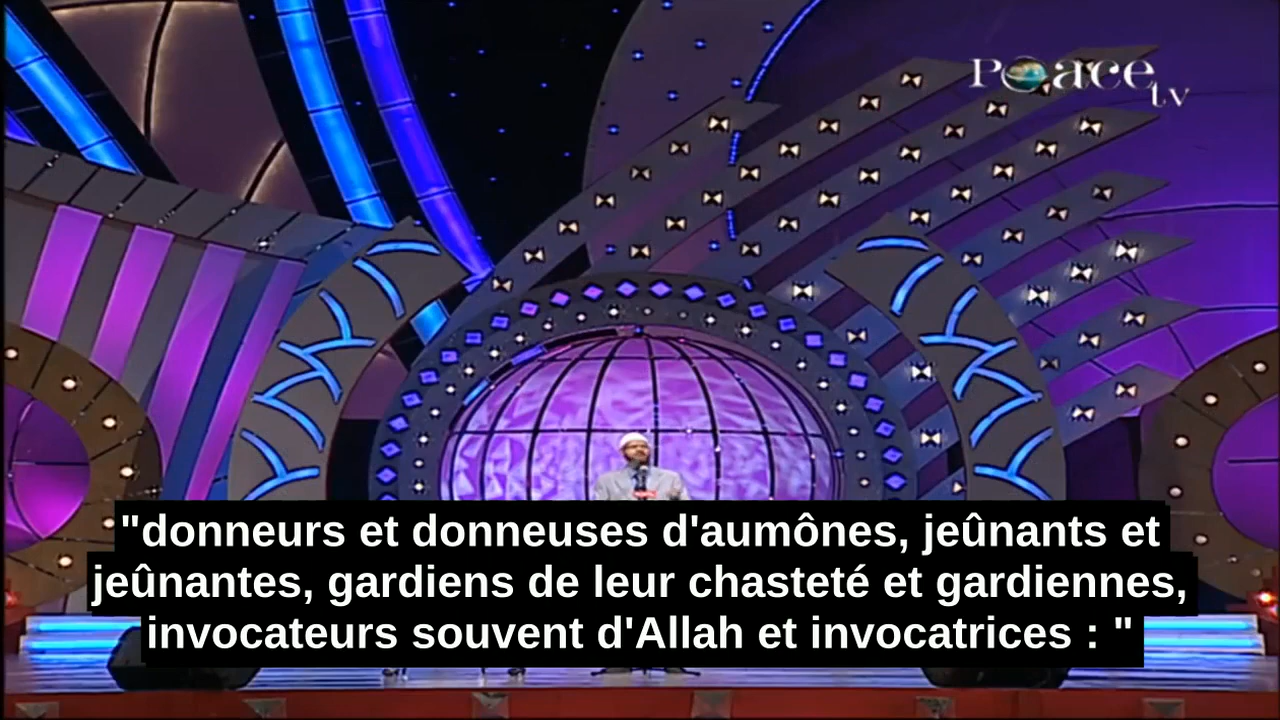 Peace
tv
"donneurs et donneuses d'aumônes, jeûnants et
jeûnantes, gardiens de leur chasteté et gardiennes,
invocateurs souvent d'Allah et invocatrices : "